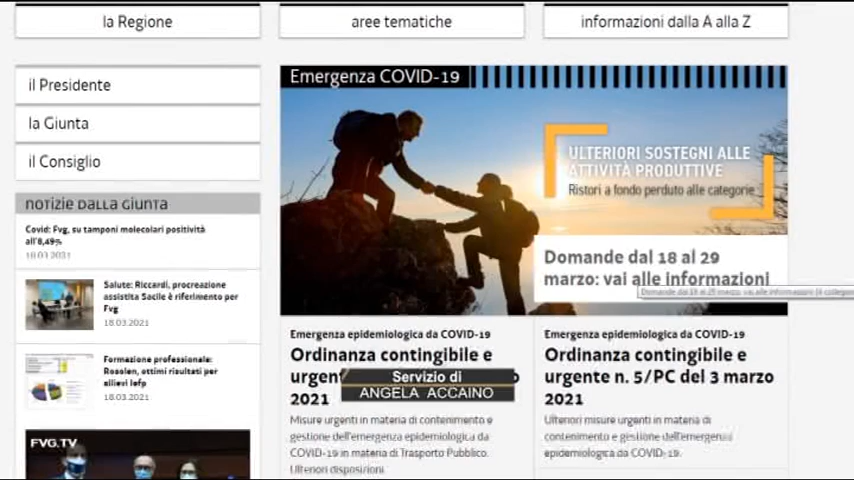 la Regione
aree tematiche
informazioni dalla A alla Z
il Presidente
la Giunta
il Consiglio
notizie dalla giunta
Covid: Fvg, su tamponi molecolari positività
all'8,49%
18.03.2021
Salute: Riccardi, procreazione
assistita Sacile è riferimento per
Fvg
18.03.2021
Formazione professionale:
Rosolen, ottimi risultati per
allievi Iefp
18.03.2021
FVG.TV
Emergenza COVID-19
ULTERIORI SOSTEGNI ALLE
ATTIVITÀ PRODUTTIVE
Ristori a fondo perduto alle categorie
Domande dal 18 al 29
marzo: vai alle informazioni
Emergenza epidemiologica da COVID-19
Ordinanza contingibile e
urgen
2021
Misure urgenti in materia di contenimento e
gestione dell'emergenza epidemiologica da
COVID-19 in materia di Trasporto Pubblico.
Ulteriori disposizioni
Servizio di
ANGELA ACCAINO
Emergenza epidemiologica da COVID-19
Ordinanza contingibile e
urgente n. 5/PC del 3 marzo
2021
Ulteriori misure urgenti in materia di
contenimento e gestione dell'emergenza
epidemiologica da COVID-19.